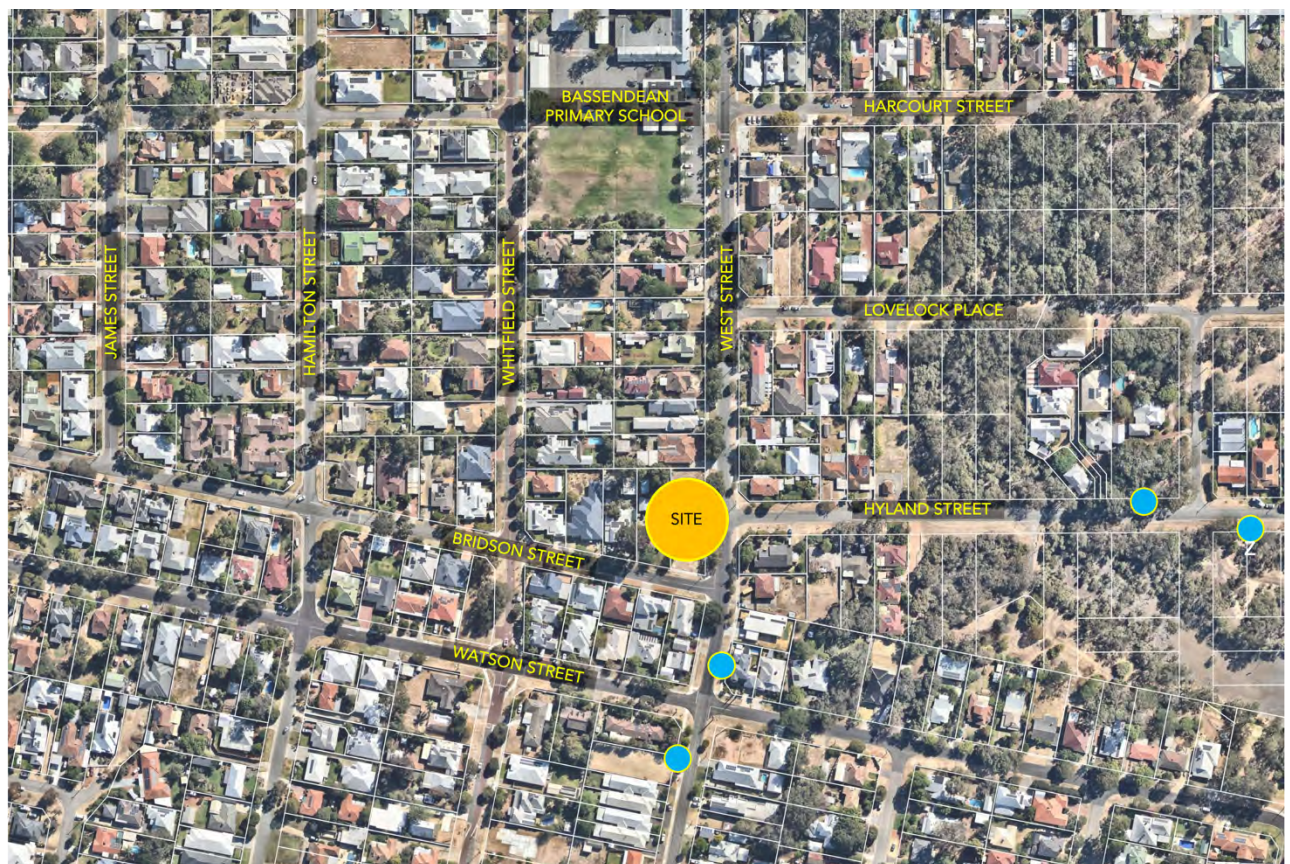 BASSENDEAN
PRIMARY SCHOOL
HARCOURT STREET
JAMES STREET
HAMILTON STREET
WHITFIELD STREET
WEST STREET
LOVELOCK PLACE
SITE
HYLAND STREET
BRIDSON STREET
WATSON STREET